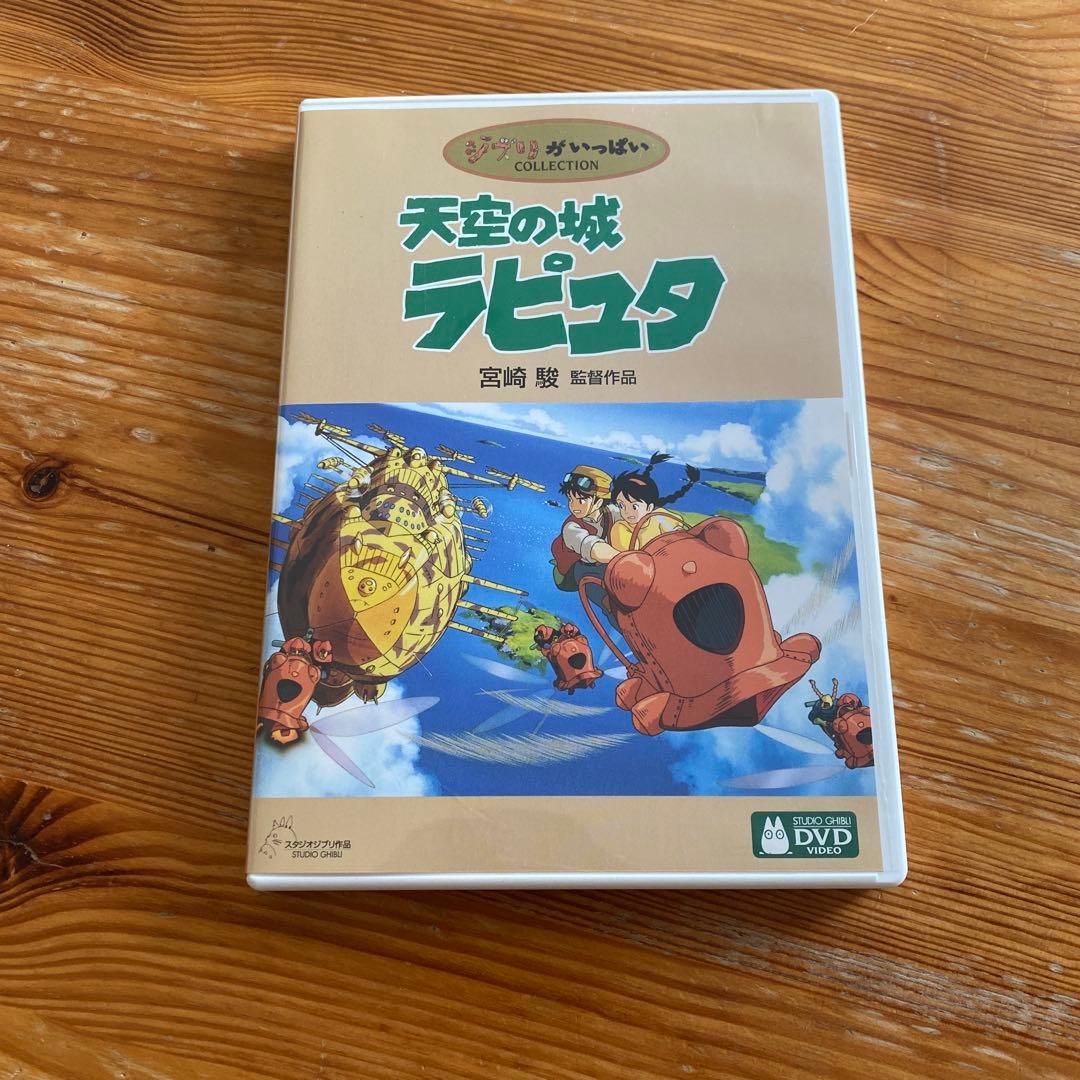 ジブリがいっぱい
COLLECTION
天空の城
ラピュタ
宮崎 駿 監督作品
スタジオジブリ作品
STUDIO GHIBLI
STUDIO GHIBLI
DVD
VIDEO